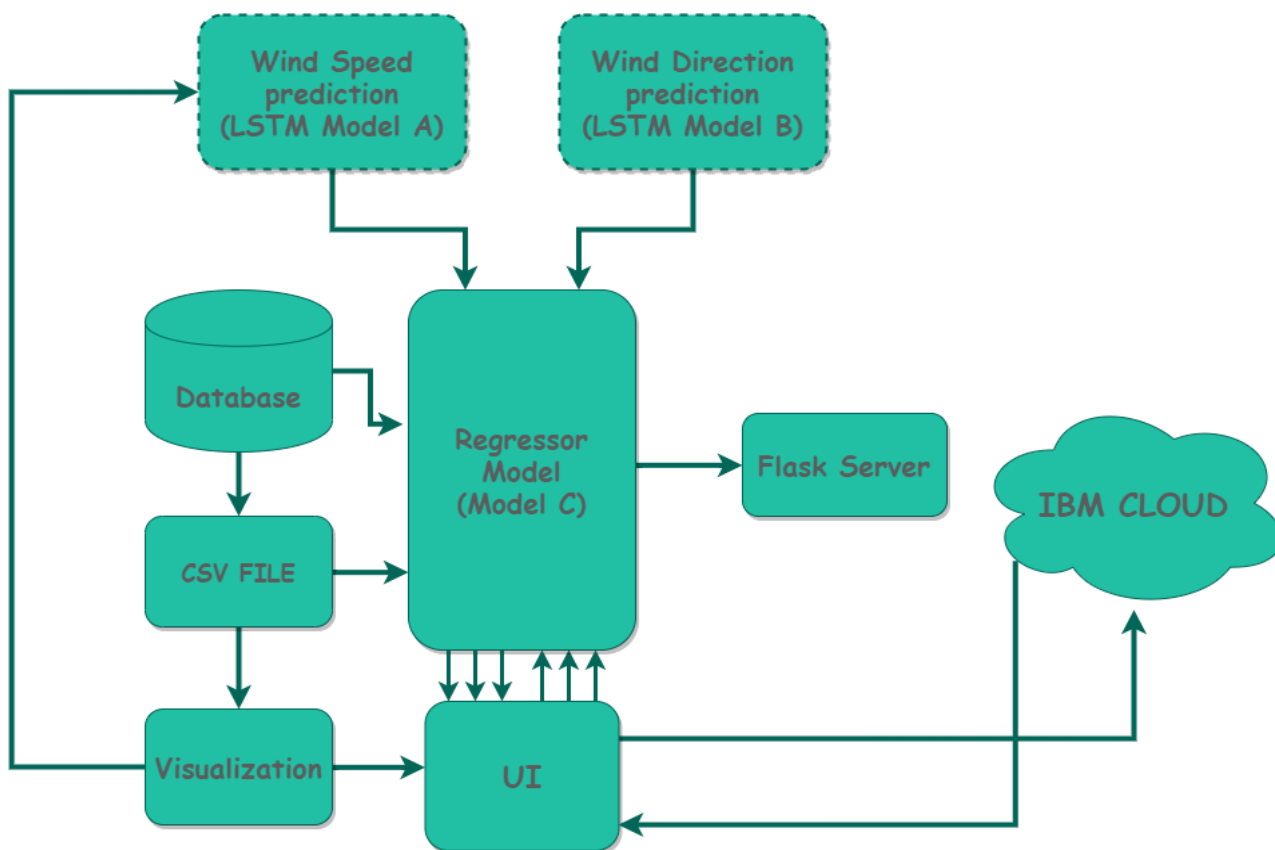 Wind Speed
prediction
(LSTM Model A)
Wind Direction
prediction
(LSTM Model B)
Database
Regressor
Model
(Model C)
Flask Server
IBM CLOUD
CSV FILE
Visualization
UI